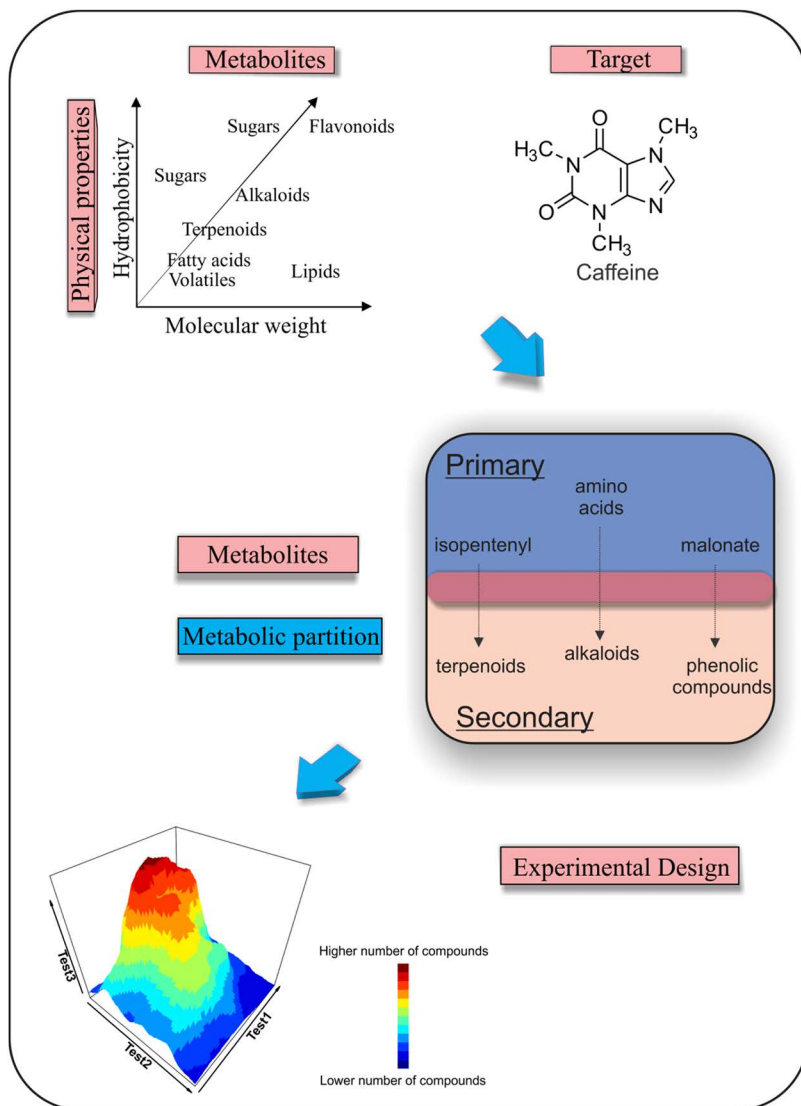 Metabolites
Target
Physical properties
Hydrophobicity
Sugars
Flavonoids
Sugars
Alkaloids
Terpenoids
Fatty acids
Volatiles
Lipids
Molecular weight
O
CH3
H3C
N
N
O
N
N
CH3
Caffeine
Primary
amino
acids
isopentenyl
malonate
Metabolites
Metabolic partition
terpenoids
alkaloids
phenolic
compounds
Secondary
Experimental Design
Higher number of compounds
Test3
Test2
Test1
Lower number of compounds